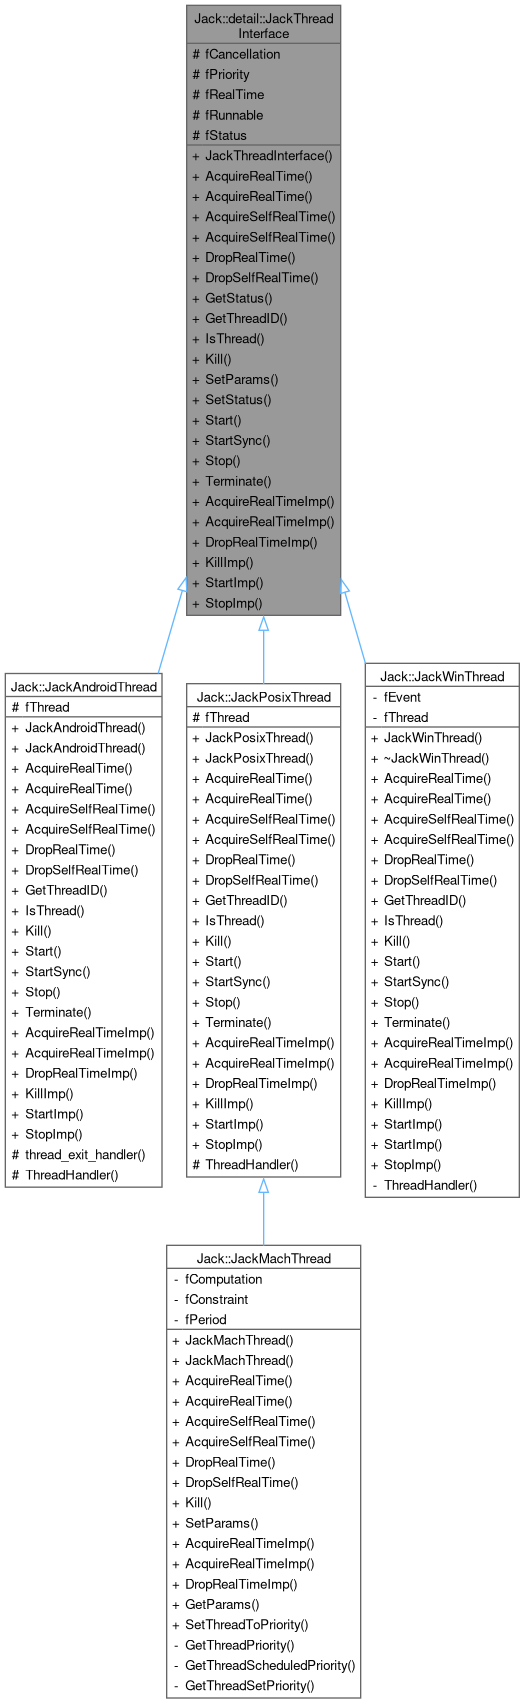 Jack::detail::JackThread
Interface
# fCancellation
# fPriority
# fRealTime
# fRunnable
# fStatus
+ JackThreadInterface()
+ AcquireRealTime()
+ AcquireRealTime()
+ AcquireSelfRealTime()
+ AcquireSelfRealTime()
+ DropRealTime()
+ DropSelfRealTime()
+ GetStatus()
+ GetThreadID()
+ IsThread()
+ Kill()
+ SetParams()
+ SetStatus()
+ Start()
+ StartSync()
+ Stop()
+ Terminate()
+ AcquireRealTimeImp()
+ AcquireRealTimeImp()
+ DropRealTimeImp()
+ KillImp()
+ StartImp()
+ StopImp()
Jack::JackAndroidThread
# fThread
+ JackAndroidThread()
+ JackAndroidThread()
+ AcquireRealTime()
+ AcquireRealTime()
+ AcquireSelfRealTime()
+ AcquireSelfRealTime()
+ DropRealTime()
+ DropSelfRealTime()
+ GetThreadID()
+ IsThread()
+ Kill()
+ Start()
+ StartSync()
+ Stop()
+ Terminate()
+ AcquireRealTimeImp()
+ AcquireRealTimeImp()
+ DropRealTimeImp()
+ KillImp()
+ StartImp()
+ StopImp()
# thread_exit_handler()
# ThreadHandler()
Jack::JackPosixThread
# fThread
+ JackPosixThread()
+ JackPosixThread()
+ AcquireRealTime()
+ AcquireRealTime()
+ AcquireSelfRealTime()
+ AcquireSelfRealTime()
+ DropRealTime()
+ DropSelfRealTime()
+ GetThreadID()
+ IsThread()
+ Kill()
+ Start()
+ StartSync()
+ Stop()
+ Terminate()
+ AcquireRealTimeImp()
+ AcquireRealTimeImp()
+ DropRealTimeImp()
+ KillImp()
+ StartImp()
+ StopImp()
# ThreadHandler()
Jack::JackWinThread
- fEvent
- fThread
+ JackWinThread()
+ ~JackWinThread()
+ AcquireRealTime()
+ AcquireRealTime()
+ AcquireSelfRealTime()
+ AcquireSelfRealTime()
+ DropRealTime()
+ DropSelfRealTime()
+ GetThreadID()
+ IsThread()
+ Kill()
+ Start()
+ StartSync()
+ Stop()
+ Terminate()
+ AcquireRealTimeImp()
+ AcquireRealTimeImp()
+ DropRealTimeImp()
+ KillImp()
+ StartImp()
+ StartImp()
+ StopImp()
- ThreadHandler()
Jack::JackMachThread
- fComputation
- fConstraint
- fPeriod
+ JackMachThread()
+ JackMachThread()
+ AcquireRealTime()
+ AcquireRealTime()
+ AcquireSelfRealTime()
+ AcquireSelfRealTime()
+ DropRealTime()
+ DropSelfRealTime()
+ Kill()
+ SetParams()
+ AcquireRealTimeImp()
+ AcquireRealTimeImp()
+ DropRealTimeImp()
+ GetParams()
+ SetThreadToPriority()
- GetThreadPriority()
- GetThreadScheduledPriority()
- GetThreadSetPriority()